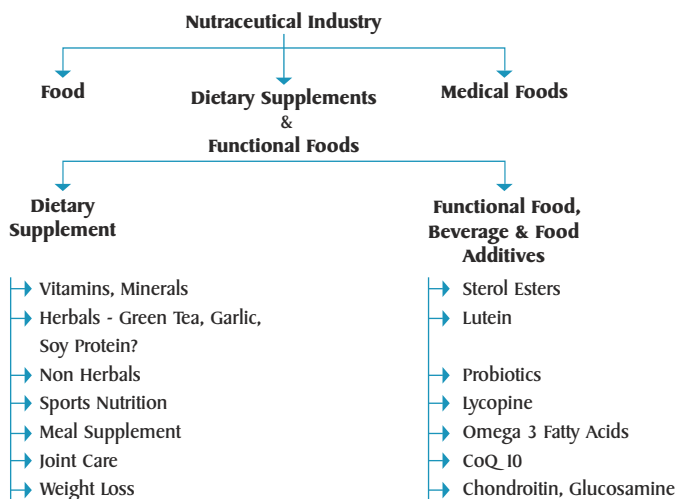 Nutraceutical Industry
Food
Dietary Supplements
&
Functional Foods
Medical Foods
Dietary
Supplement
Functional Food,
Beverage & Food
Additives
Vitamins, Minerals
Herbals - Green Tea, Garlic,
Soy Protein?
Non Herbals
Sports Nutrition
Meal Supplement
Joint Care
Weight Loss
Sterol Esters
Lutein
Probiotics
Lycopine
Omega 3 Fatty Acids
CoQ 10
Chondroitin, Glucosamine